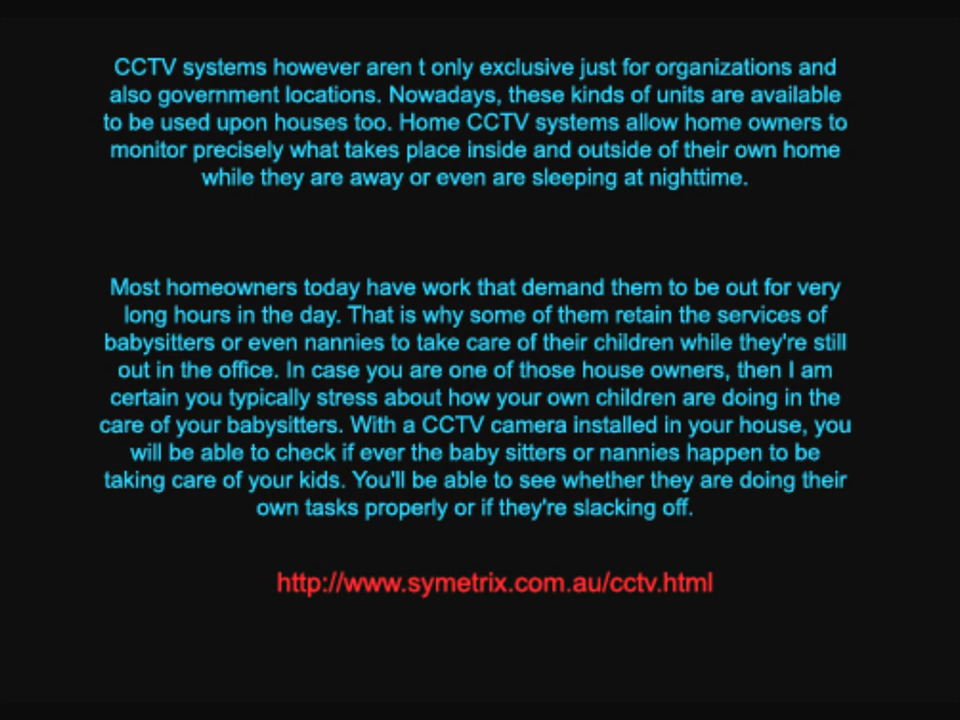 CCTV systems however aren t only exclusive just for organizations and
also government locations. Nowadays, these kinds of units are available
to be used upon houses too. Home CCTV systems allow home owners to
monitor precisely what takes place inside and outside of their own home
while they are away or even are sleeping at nighttime.
Most homeowners today have work that demand them to be out for very
long hours in the day. That is why some of them retain the services of
babysitters or even nannies to take care of their children while they're still
out in the office. In case you are one of those house owners, then I am
certain you typically stress about how your own children are doing in the
care of your babysitters. With a CCTV camera installed in your house, you
will be able to check if ever the baby sitters or nannies happen to be
taking care of your kids. You'll be able to see whether they are doing their
own tasks properly or if they're slacking off.
http://www.symetrix.com.au/cctv.html